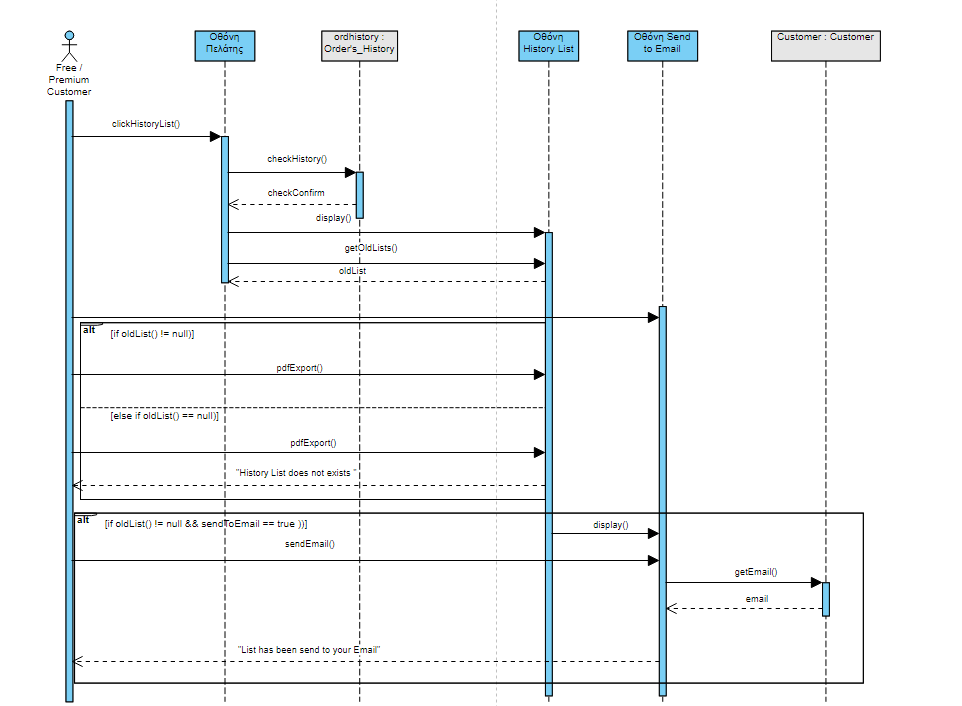 Οθόνη
Πελάτης
ordhistory :
Order's_History
Οθόνη
History List
Οθόνη Send
to Email
Customer : Customer
Free /
Premium
Customer
clickHistoryList()
checkHistory()
checkConfirm
display()
getOldLists()
oldList
alt
[if oldList() != null)]
pdfExport()
[else if oldList() == null)]
pdfExport()
"History List does not exists "
alt
[if oldList() != null && sendToEmail == true ))]
display()
sendEmail()
getEmail()
email
"List has been send to your Email"